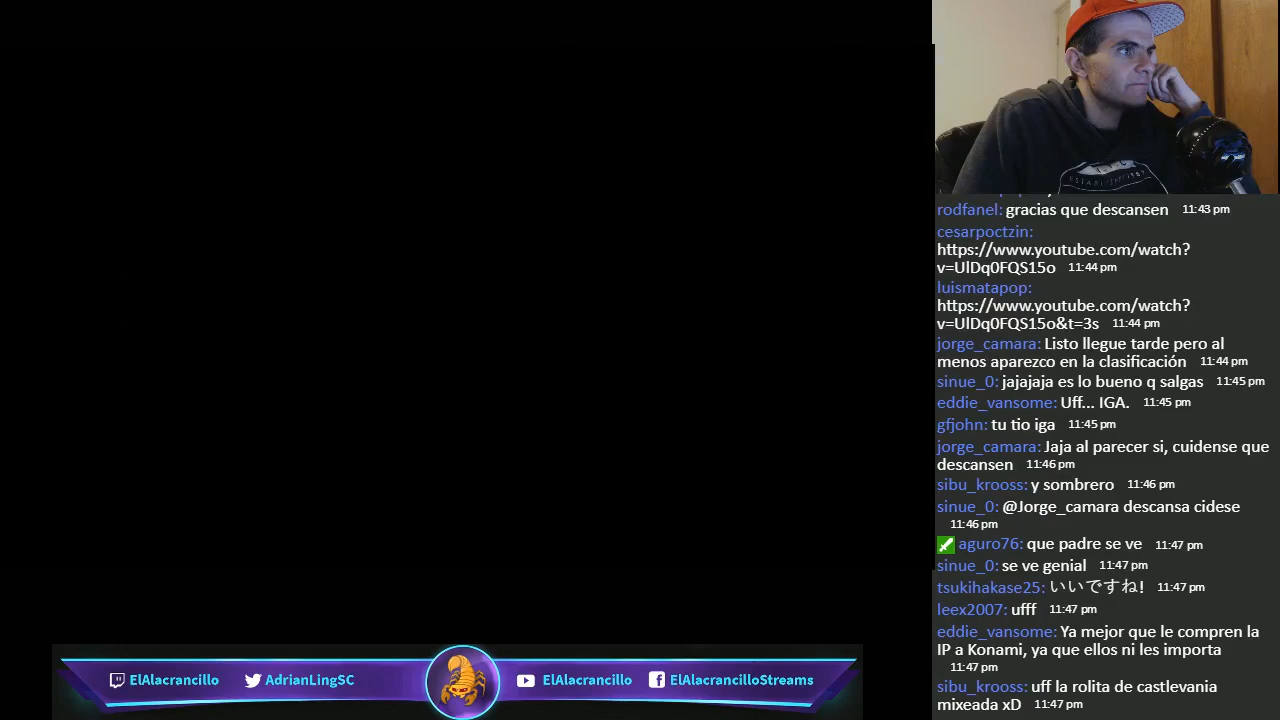 rodfanel: gracias que descansen 11:43 pm
cesarpoctzin:
https://www.youtube.com/watch?
v=UlDq0FQS15o 11:44 pm
luismatapop:
https://www.youtube.com/watch?
v=UlDq0FQS15o&t=3s 11:44 pm
jorge_camara: Listo llegue tarde pero al
menos aparezco en la clasificación 11:44 pm
sinue_0: jajajaja es lo bueno q salgas 11:45 pm
eddie_vansome: Uff... IGA. 11:45 pm
gfjohn: tu tio iga 11:45 pm
jorge_camara: Jaja al parecer si, cuidense que
descansen 11:46 pm
sibu_krooss: y sombrero 11:46 pm
sinue_0: @Jorge_camara descansa cidese
11:46 pm
aguro76: que padre se ve 11:47 pm
sinue_0: se ve genial 11:47 pm
tsukihakase25: いいですね! 11:47 pm
leex2007: ufff 11:47 pm
eddie_vansome: Ya mejor que le compren la
IP a Konami, ya que ellos ni les importa
11:47 pm
sibu_krooss: uff la rolita de castlevania
mixeada xD 11:47 pm
ElAlacrancillo AdrianLingSC ElAlacrancillo ElAlacrancilloStreams